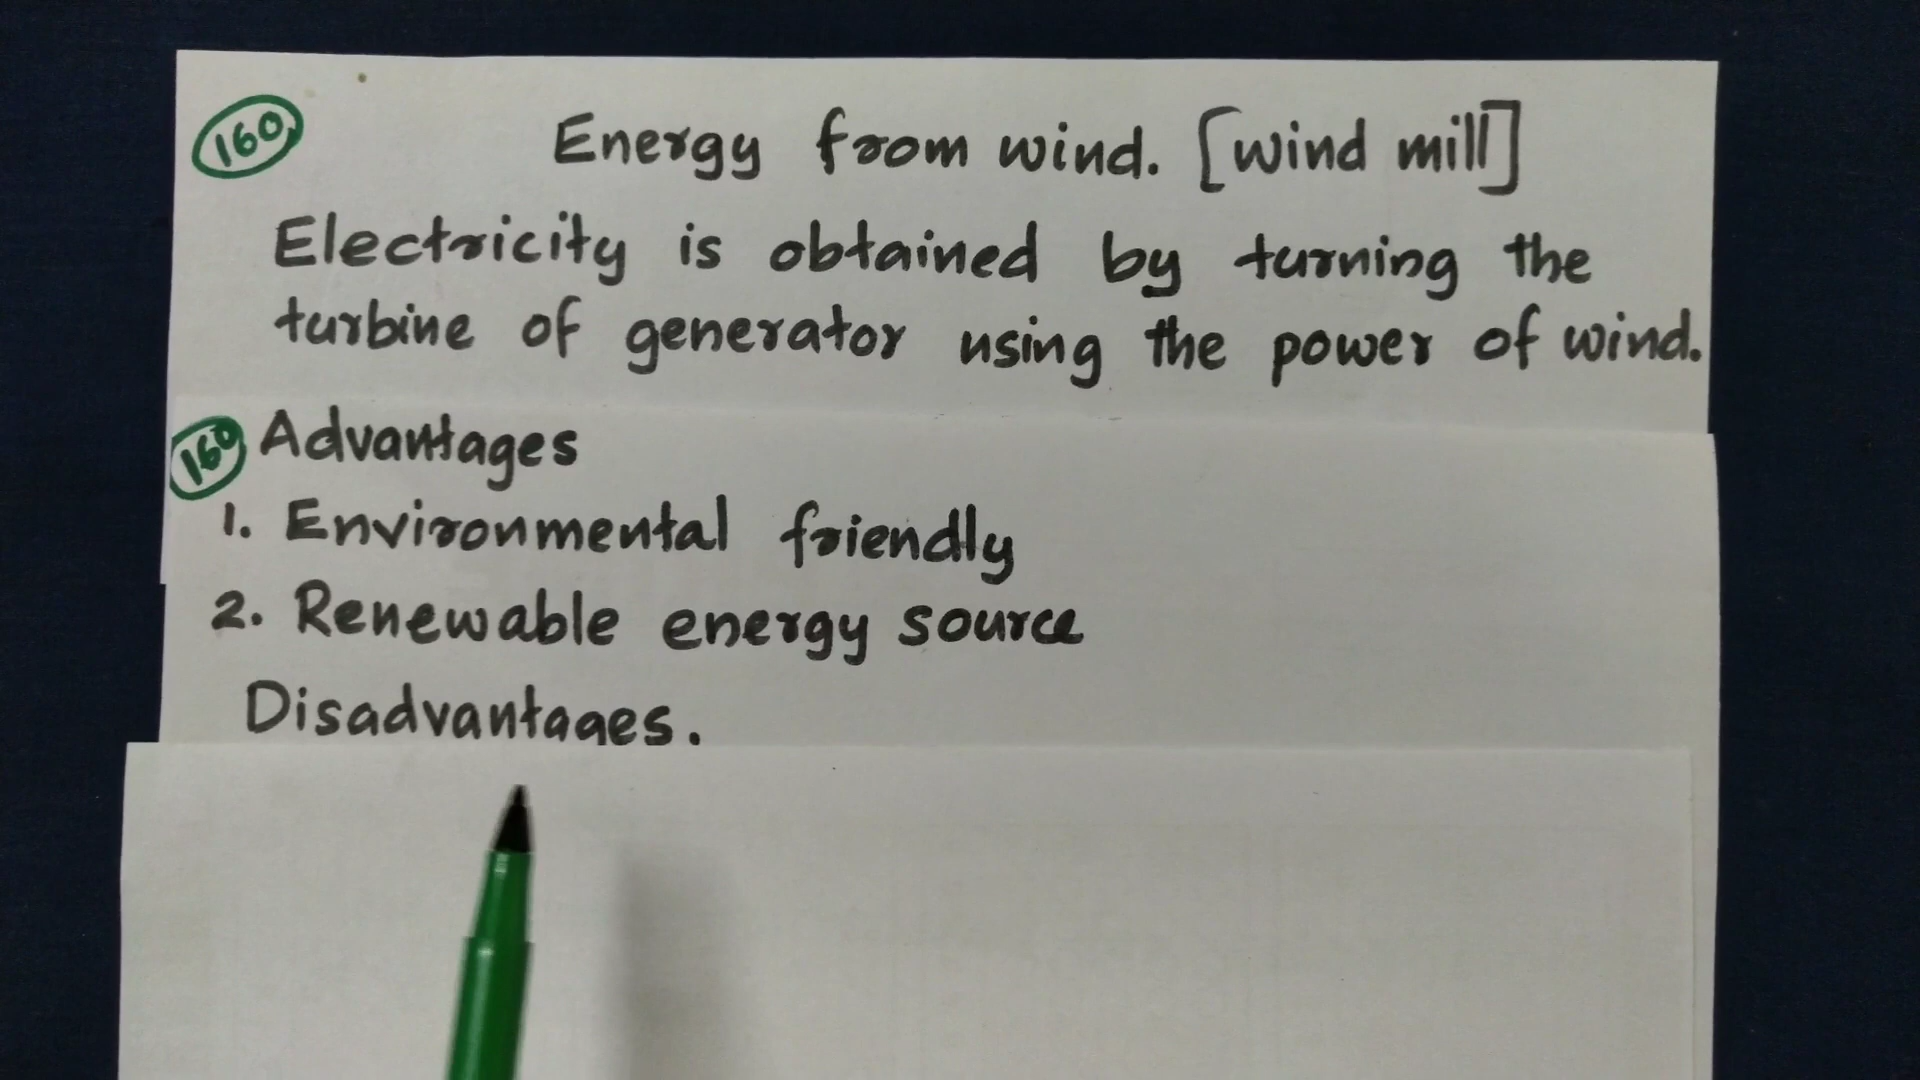 160
Energy from wind. [wind mill]
Electricity is obtained by turning the
turbine of generator using the power of wind.
160 Advantages
1. Environmental friendly
2. Renewable energy source
Disadvantages.